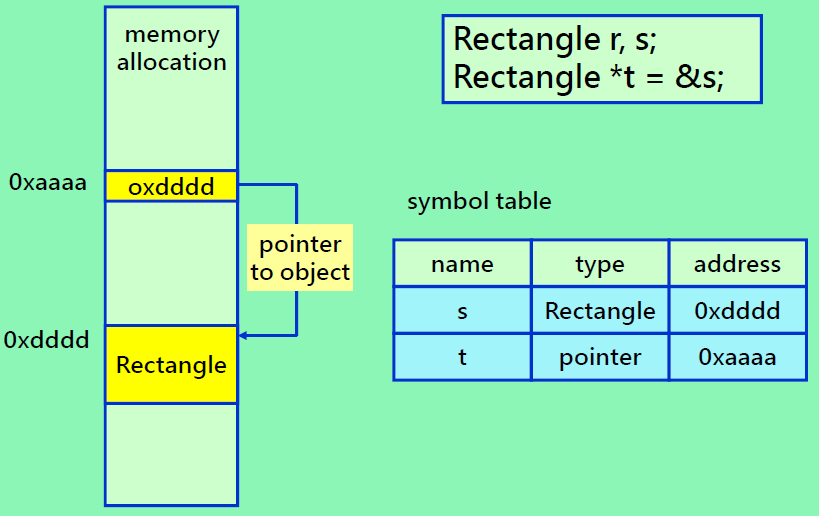 memory
allocation
Rectangle r, s;
Rectangle *t = &s;
0xaaaa
oxdddd
symbol table
pointer
to object
name type address
s Rectangle 0xdddd
t pointer 0xaaaa
0xdddd
Rectangle